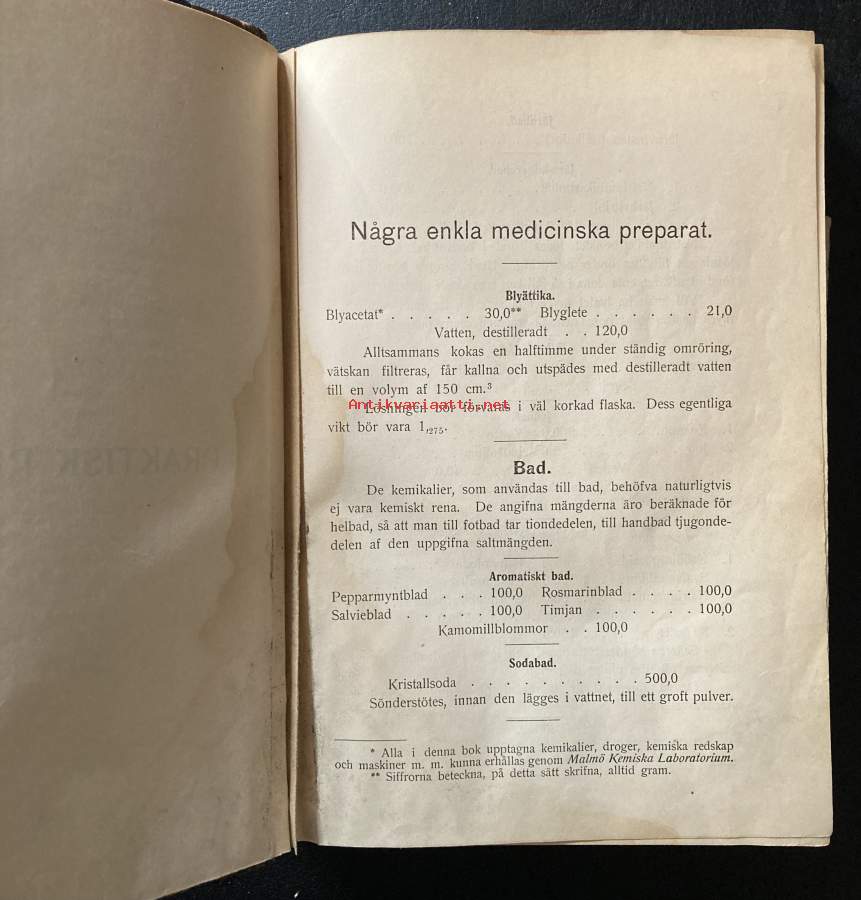 Några enkla medicinska preparat.
Blyättika.
Blyacetat* . . . . . 30,0** Blyglete . . . . . . 21,0
Vatten, destilleradt . . 120,0
Alltsammans kokas en halftimme under ständig omröring,
vätskan filtreras, får kallna och utspädes med destilleradt vatten
till en volym af 150 cm.³
Antikvariaatti.net
Lösningen bör förvaras i väl korkad flaska. Dess egentliga
vikt bör vara 1,275.
Bad.
De kemikalier, som användas till bad, behöfva naturligtvis
ej vara kemiskt rena. De angifna mängderna äro beräknade för
helbad, så att man till fotbad tar tiondedelen, till handbad tjugonde-
delen af den uppgifna saltmängden.
Aromatiskt bad.
Pepparmyntblad . . . 100,0 Rosmarinblad . . . . 100,0
Salvieblad . . . . . 100,0 Timjan . . . . . . 100,0
Kamomillblommor . . 100,0
Sodabad.
Kristallsoda . . . . . . . . . 500,0
Sönderstötes, innan den lägges i vattnet, till ett groft pulver.
* Alla i denna bok upptagna kemikalier, droger, kemiska redskap
och maskiner m. m. kunna erhållas genom Malmö Kemiska Laboratorium.
** Siffrorna beteckna, på detta sätt skrifna, alltid gram.